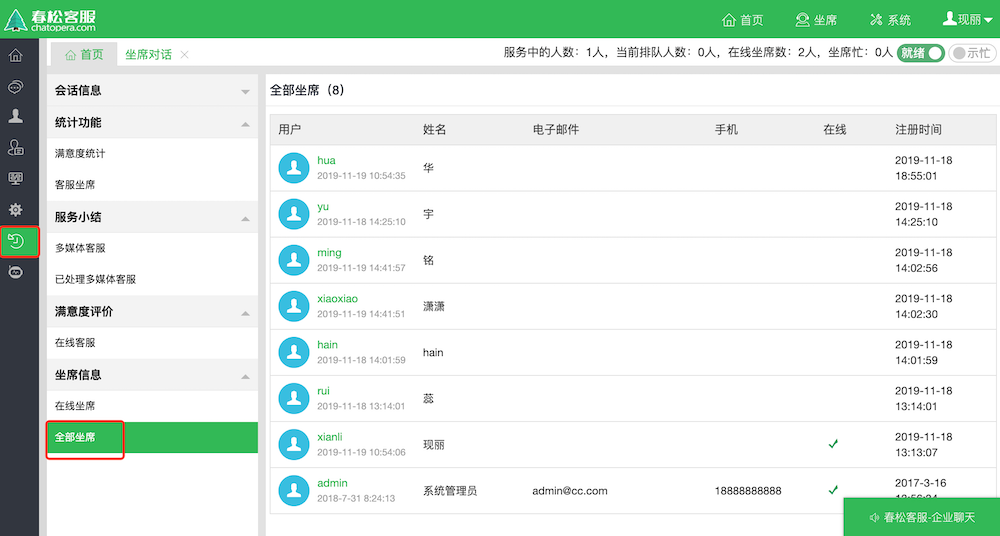 春松客服
chatopera.com
首页
坐席
系统
现丽
首页
坐席对话
服务中的人数：1人，当前排队人数：0人，在线坐席数：2人，坐席忙：0人
就绪
示忙
会话信息
统计功能
满意度统计
客服坐席
服务小结
多媒体客服
已处理多媒体客服
满意度评价
在线客服
坐席信息
在线坐席
全部坐席
全部坐席（8）
用户 姓名 电子邮件 手机 在线 注册时间
hua
2019-11-19 10:54:35
华
2019-11-18
18:55:01
yu
2019-11-18 14:25:10
宇
2019-11-18
14:25:10
ming
2019-11-19 14:41:57
铭
2019-11-18
14:02:56
xiaoxiao
2019-11-19 14:41:51
潇潇
2019-11-18
14:02:30
hain
2019-11-18 14:01:59
hain
2019-11-18
14:01:59
rui
2019-11-18 13:14:01
蕊
2019-11-18
13:14:01
xianli
2019-11-19 10:54:06
现丽
2019-11-18
13:13:07
admin
2018-7-31 8:24:13
系统管理员
admin@cc.com
18888888888
2017-3-16
春松客服-企业聊天